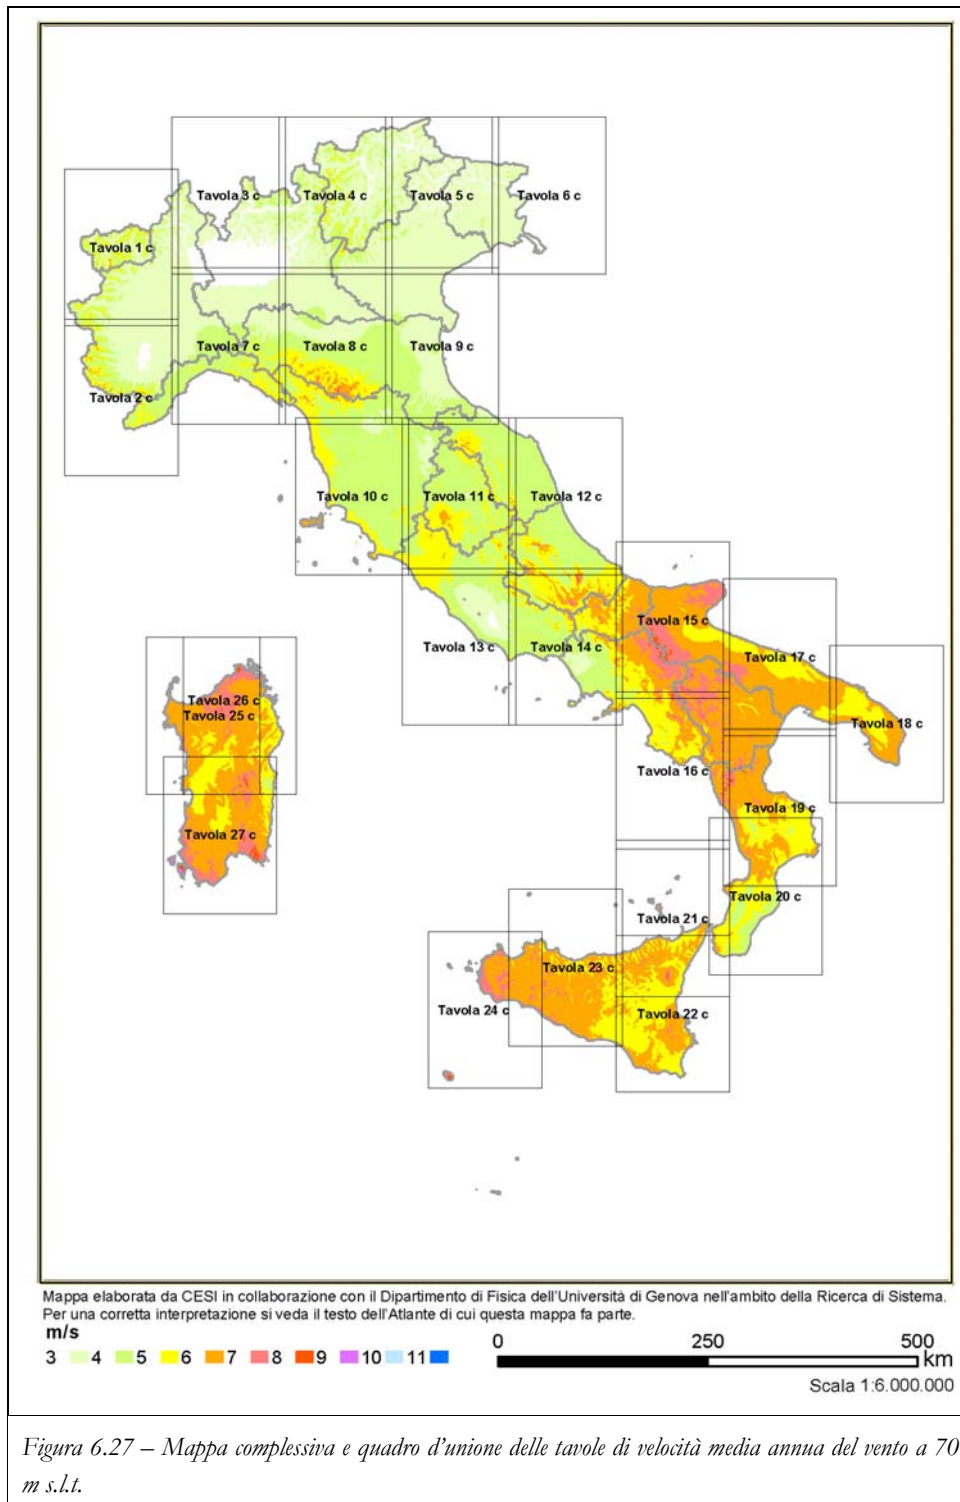 Tavola 3 c
Tavola 4 c
Tavola 5 c
Tavola 6 c
Tavola 1 c
Tavola 7 c
Tavola 8 c
Tavola 9 c
Tavola 2 c
Tavola 10 c
Tavola 11 c
Tavola 12 c
Tavola 15 c
Tavola 13 c
Tavola 14 c
Tavola 17 c
Tavola 26 c
Tavola 25 c
Tavola 18 c
Tavola 16 c
Tavola 19 c
Tavola 27 c
Tavola 20 c
Tavola 21 c
Tavola 23 c
Tavola 24 c
Tavola 22 c
Mappa elaborata da CESI in collaborazione con il Dipartimento di Fisica dell'Università di Genova nell'ambito della Ricerca di Sistema.
Per una corretta interpretazione si veda il testo dell'Atlante di cui questa mappa fa parte.
m/s
3 4 5 6 7 8 9 10 11
0 250 500
km
Scala 1:6.000.000
Figura 6.27 – Mappa complessiva e quadro d'unione delle tavole di velocità media annua del vento a 70
m s.l.t.